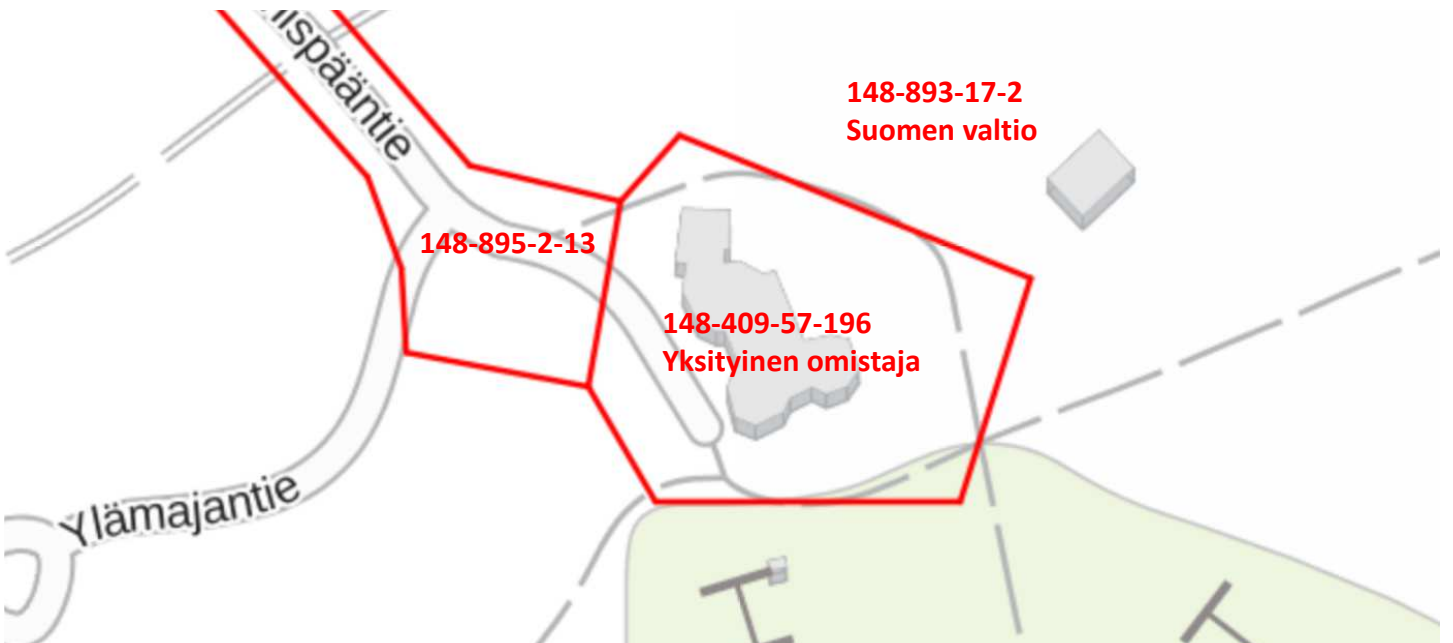 148-893-17-2
Suomen valtio
148-895-2-13
148-409-57-196
Yksityinen omistaja
Ylämajantie